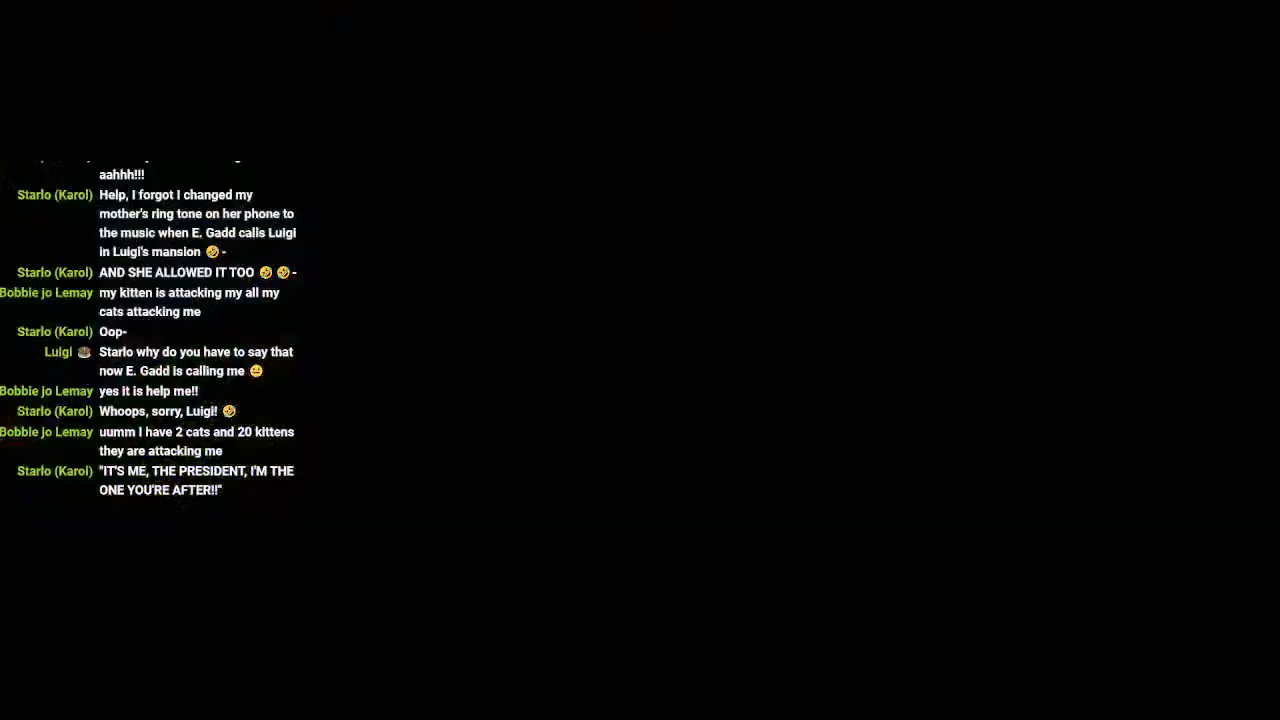 aahhh!!!
Starlo (Karol) Help, I forgot I changed my
mother's ring tone on her phone to
the music when E. Gadd calls Luigi
in Luigi's mansion 🤣 -
Starlo (Karol) AND SHE ALLOWED IT TOO 🤣 🤣 -
Bobbie jo Lemay my kitten is attacking my all my
cats attacking me
Starlo (Karol) Oop-
Luigi Starlo why do you have to say that
now E. Gadd is calling me 😐
Bobbie jo Lemay yes it is help me!!
Starlo (Karol) Whoops, sorry, Luigi! 🤣
Bobbie jo Lemay uumm I have 2 cats and 20 kittens
they are attacking me
Starlo (Karol) "IT'S ME, THE PRESIDENT, I'M THE
ONE YOU'RE AFTER!!"